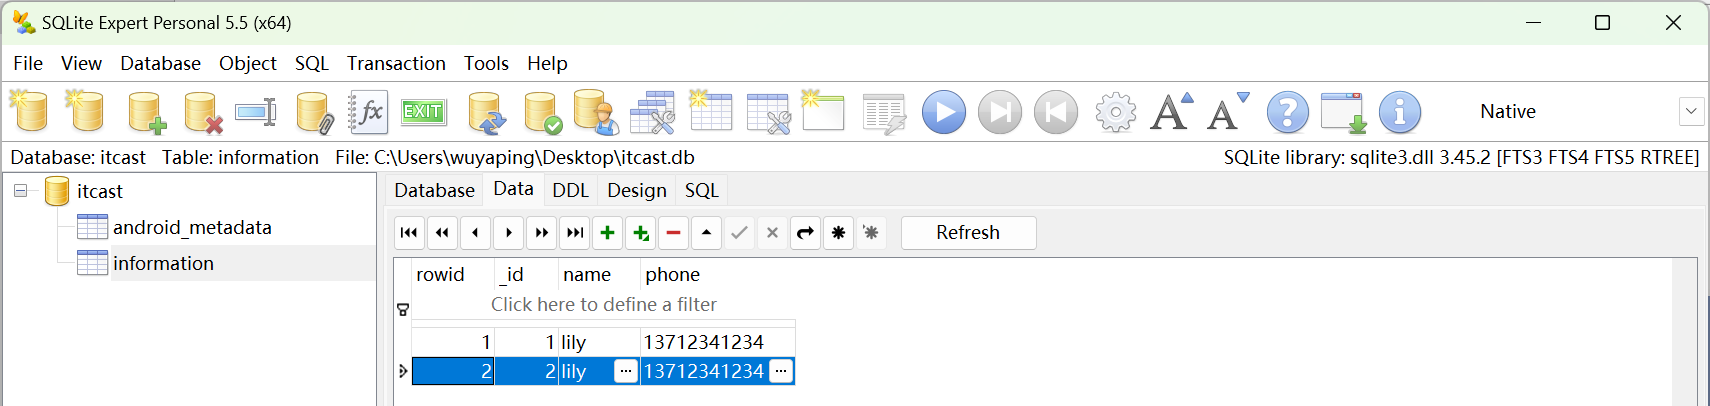 SQLite Expert Personal 5.5 (x64)
File View Database Object SQL Transaction Tools Help
fx EXIT A A ? i Native
Database: itcast Table: information File: C:\Users\wuyaping\Desktop\itcast.db SQLite library: sqlite3.dll 3.45.2 [FTS3 FTS4 FTS5 RTREE]
itcast
android_metadata
information
Database Data DDL Design SQL
Refresh
rowid _id name phone
Click here to define a filter
1 1 lily 13712341234
2 2 lily ... 13712341234 ...